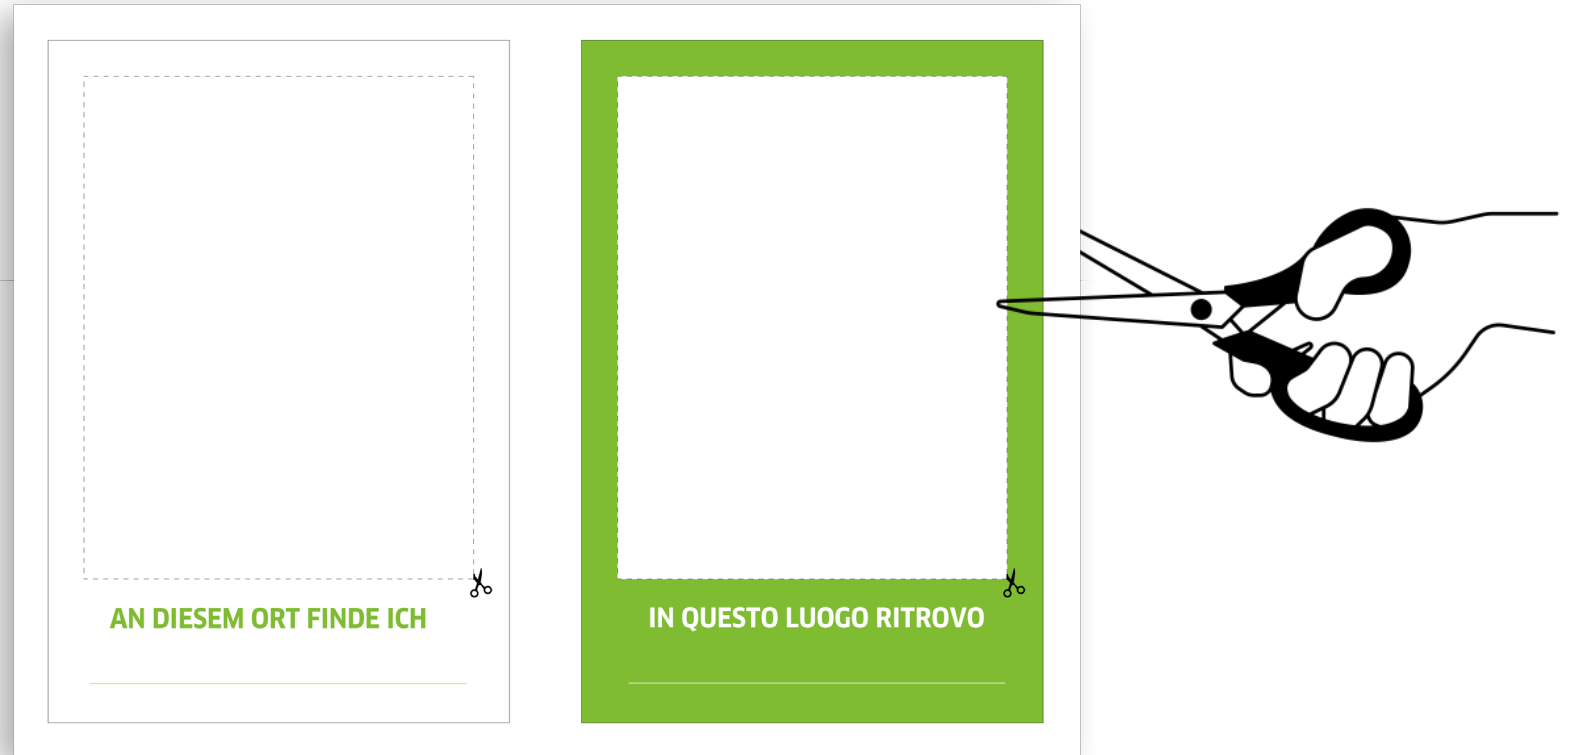 AN DIESEM ORT FINDE ICH
IN QUESTO LUOGO RITROVO